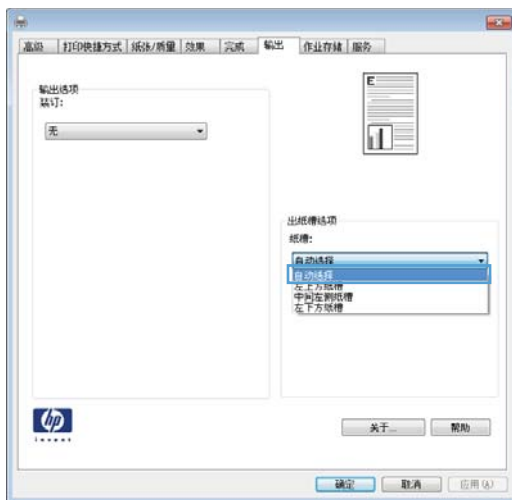 高级 打印快捷方式 纸张/质量 效果 完成 输出 作业存储 服务
输出选项
装订:
无
E
出纸槽选项
纸槽:
自动选择
自动选择
左上方纸槽
中间左侧纸槽
左下方纸槽
hp
invent
关于... 帮助
确定 取消 应用(A)